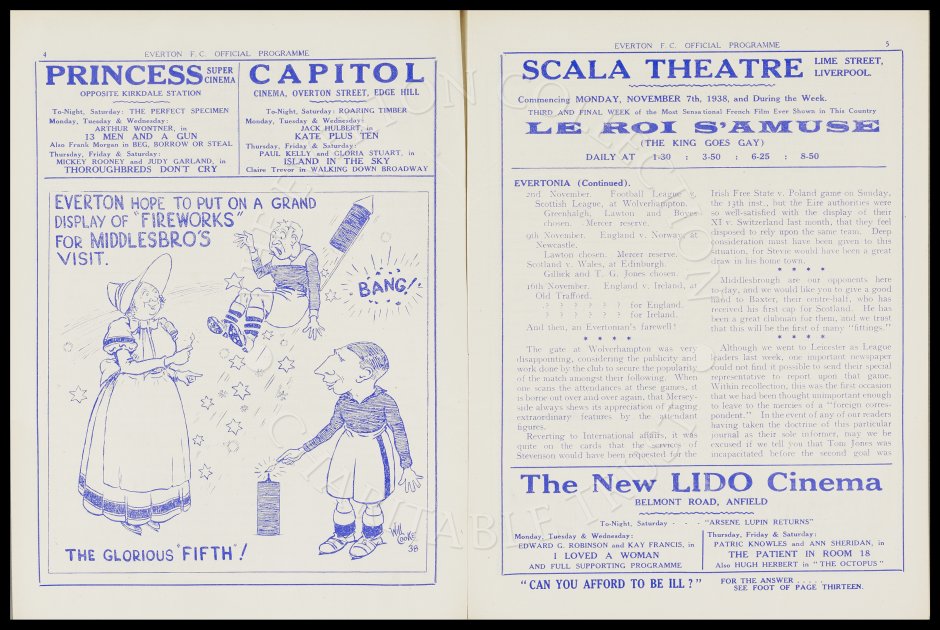 4
EVERTON F.C. OFFICIAL PROGRAMME
PRINCESS SUPER CINEMA
OPPOSITE KIRKDALE STATION
To-Night, Saturday: THE PERFECT SPECIMEN
Monday, Tuesday & Wednesday:
ARTHUR WONTNER, in
13 MEN AND A GUN
Also Frank Morgan in BEG, BORROW OR STEAL
Thursday, Friday & Saturday:
MICKEY ROONEY and JUDY GARLAND, in
THOROUGHBREDS DON'T CRY
CAPITOL
CINEMA, OVERTON STREET, EDGE HILL
To-Night, Saturday: ROARING TIMBER
Monday, Tuesday & Wednesday:
JACK HULBERT, in
KATE PLUS TEN
Thursday, Friday & Saturday:
PAUL KELLY and GLORIA STUART, in
ISLAND IN THE SKY
Claire Trevor in WALKING DOWN BROADWAY
EVERTON HOPE TO PUT ON A GRAND
DISPLAY OF "FIREWORKS"
FOR MIDDLESBRO'S
VISIT.
BANG!
WILL
COOKE
38
THE GLORIOUS "FIFTH"!
EVERTON F.C. OFFICIAL PROGRAMME
5
SCALA THEATRE LIME STREET,
LIVERPOOL.
Commencing MONDAY, NOVEMBER 7th, 1938, and During the Week.
THIRD AND FINAL WEEK of the Most Sensational French Film Ever Shown in This Country
LE ROI S'AMUSE
(THE KING GOES GAY)
DAILY AT 1-30 : 3-50 : 6-25 : 8-50
EVERTONIA (Continued).
2nd November. Football League v.
Scottish League, at Wolverhampton.
Greenhalgh, Lawton and Boyes
chosen. Mercer reserve.
9th November. England v. Norway, at
Newcastle.
Lawton chosen. Mercer reserve.
Scotland v. Wales, at Edinburgh.
Gillick and T. G. Jones chosen.
16th November. England v. Ireland, at
Old Trafford.
? ? ? ? ? ? for England.
? ? ? ? ? ? for Ireland.
And then, an Evertonian's farewell!
* * * *
The gate at Wolverhampton was very
disappointing, considering the publicity and
work done by the club to secure the popularity
of the match amongst their following. When
one scans the attendances at these games, it
is borne out over and over again, that Mersey-
side always shews its appreciation of staging
extraordinary features by the attendant
figures.
Reverting to International affairs, it was
quite on the cards that the services of
Stevenson would have been requested for the
Irish Free State v. Poland game on Sunday,
the 13th inst., but the Eire authorities were
so well-satisfied with the display of their
XI v. Switzerland last month, that they feel
disposed to rely upon the same team. Deep
consideration must have been given to this
situation, for Stevie would have been a great
draw in his home town.
* * * *
Middlesbrough are our opponents here
to-day, and we would like you to give a good
hand to Baxter, their centre-half, who has
received his first cap for Scotland. He has
been a great clubman for them, and we trust
that this will be the first of many "fittings."
* * * *
Although we went to Leicester as League
leaders last week, one important newspaper
could not find it possible to send their special
representative to report upon that game.
Within recollection, this was the first occasion
that we had been thought unimportant enough
to leave to the mercies of a "foreign corres-
pondent." In the event of any of our readers
having taken the doctrine of this particular
journal as their sole informer, may we be
excused if we tell you that Tom Jones was
incapacitated before the second goal was
The New LIDO Cinema
BELMONT ROAD, ANFIELD
To-Night, Saturday - - - "ARSENE LUPIN RETURNS"
Monday, Tuesday & Wednesday:
EDWARD G. ROBINSON and KAY FRANCIS, in
I LOVED A WOMAN
AND FULL SUPPORTING PROGRAMME
Thursday, Friday & Saturday:
PATRIC KNOWLES and ANN SHERIDAN, in
THE PATIENT IN ROOM 18
Also HUGH HERBERT in "THE OCTOPUS"
"CAN YOU AFFORD TO BE ILL?" FOR THE ANSWER . . . . .
SEE FOOT OF PAGE THIRTEEN.